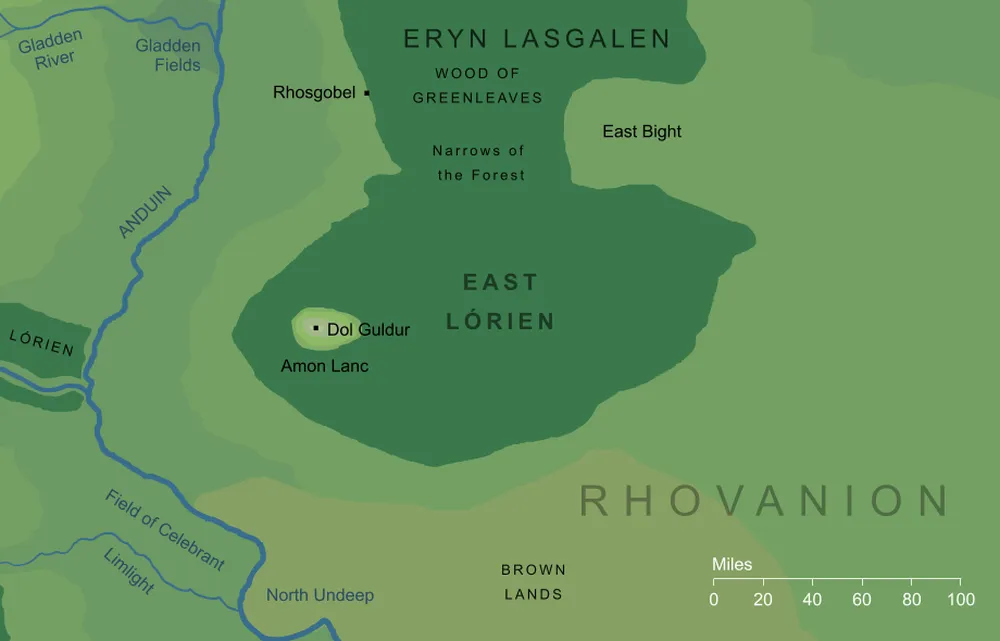 Gladden
River
Gladden
Fields
ERYN LASGALEN
WOOD OF
GREENLEAVES
Rhosgobel
East Bight
Narrows of
the Forest
ANDUIN
EAST
LÓRIEN
LÓRIEN
Dol Guldur
Amon Lanc
RHOVANION
Field of Celebrant
Limlight
North Undeep
BROWN
LANDS
Miles
0 20 40 60 80 100